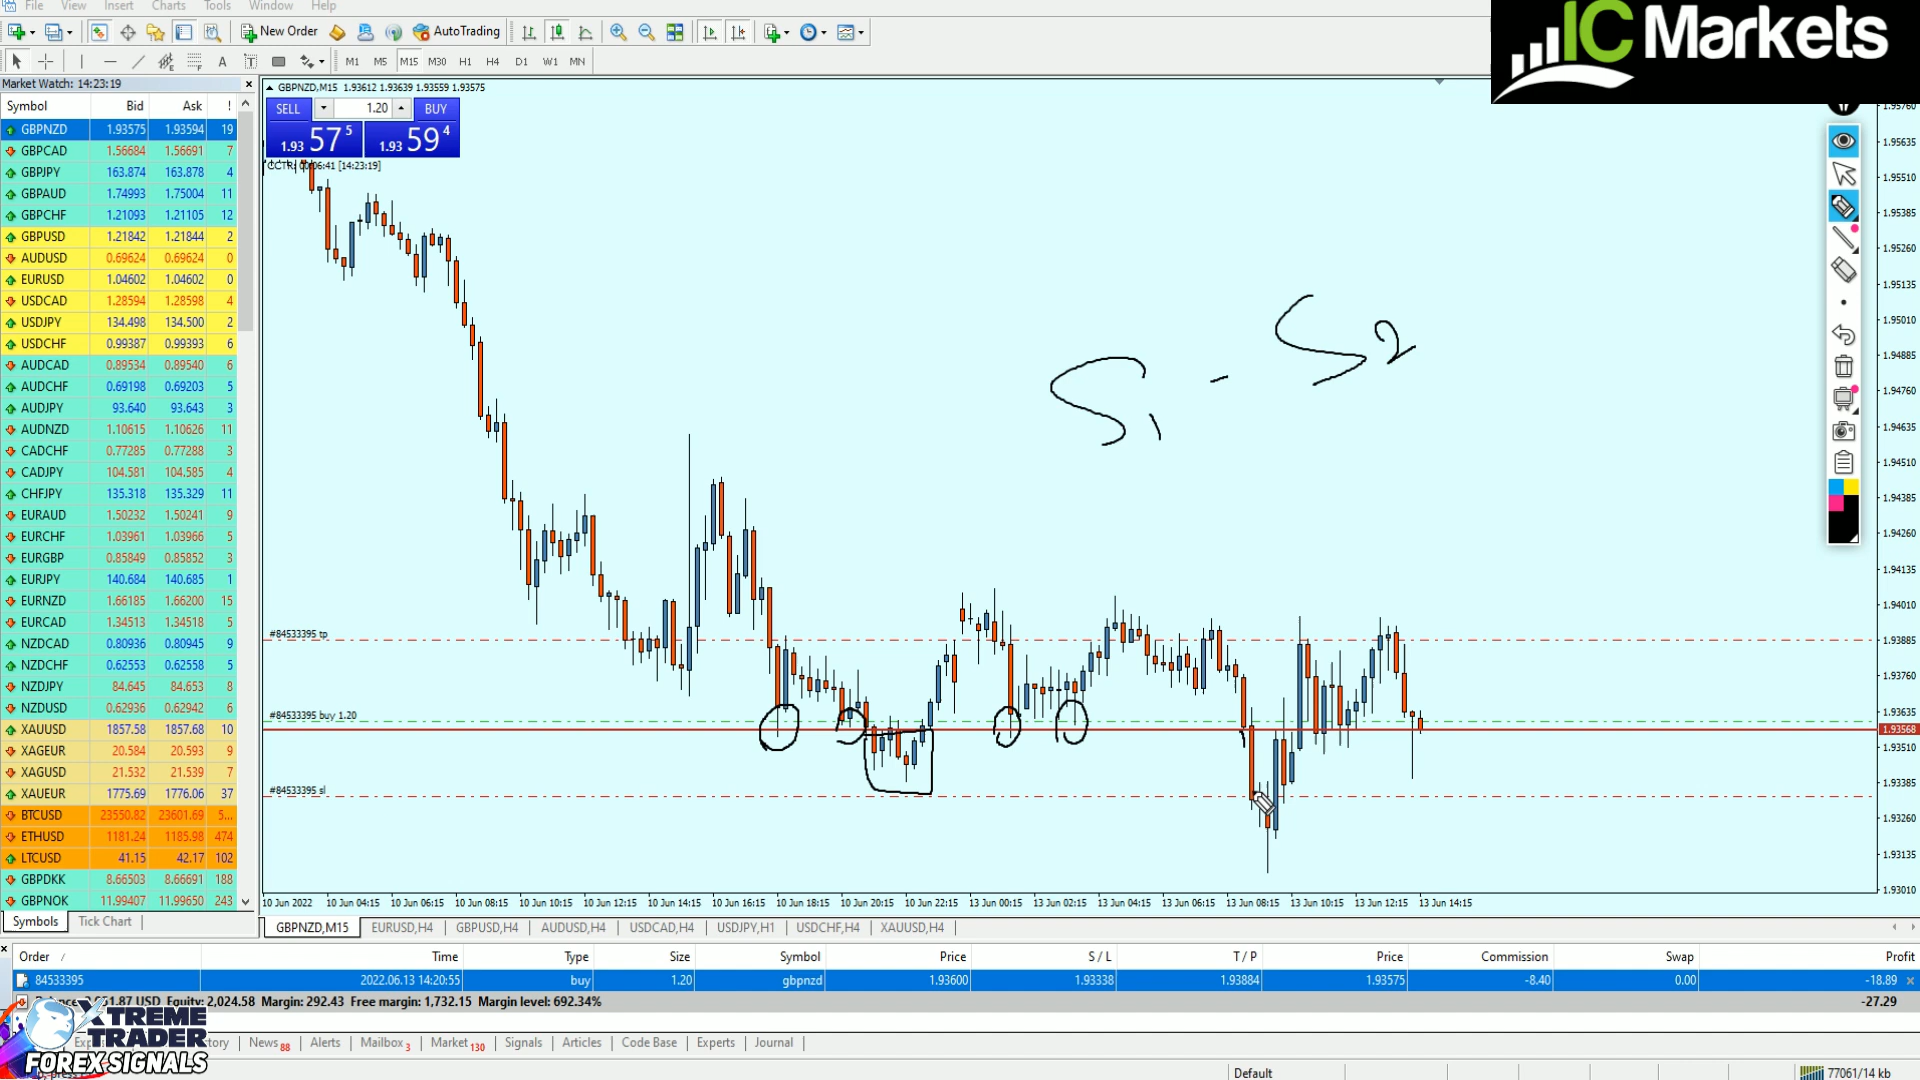 File View Insert Charts Tools Window Help
IC Markets
New Order AutoTrading
A T M1 M5 M15 M30 H1 H4 D1 W1 MN
Market Watch: 14:23:19
Symbol Bid Ask !
GBPNZD 1.93575 1.93594 19
GBPCAD 1.56684 1.56691 7
GBPJPY 163.874 163.878 4
GBPAUD 1.74993 1.75004 11
GBPCHF 1.21093 1.21105 12
GBPUSD 1.21842 1.21844 2
AUDUSD 0.69624 0.69624 0
EURUSD 1.04602 1.04602 0
USDCAD 1.28594 1.28598 4
USDJPY 134.498 134.500 2
USDCHF 0.99387 0.99393 6
AUDCAD 0.89534 0.89540 6
AUDCHF 0.69198 0.69203 5
AUDJPY 93.640 93.643 3
AUDNZD 1.10615 1.10626 11
CADCHF 0.77285 0.77288 3
CADJPY 104.581 104.585 4
CHFJPY 135.318 135.329 11
EURAUD 1.50232 1.50241 9
EURCHF 1.03961 1.03966 5
EURGBP 0.85849 0.85852 3
EURJPY 140.684 140.685 1
EURNZD 1.66185 1.66200 15
EURCAD 1.34513 1.34518 5
NZDCAD 0.80936 0.80945 9
NZDCHF 0.62553 0.62558 5
NZDJPY 84.645 84.653 8
NZDUSD 0.62936 0.62942 6
XAUUSD 1857.58 1857.68 10
XAGEUR 20.584 20.593 9
XAGUSD 21.532 21.539 7
XAUEUR 1775.69 1776.06 37
BTCUSD 23550.82 23601.69 5...
ETHUSD 1181.24 1185.98 474
LTCUSD 41.15 42.17 102
GBPDKK 8.66503 8.66691 188
GBPNOK 11.99407 11.99650 243
Symbols Tick Chart
GBPNZD,M15 1.93612 1.93639 1.93559 1.93575
SELL 1.20 BUY
1.93 57 5 1.93 59 4
[14:23:19]
S1 - S2
#84533395 tp
#84533395 buy 1.20
#84533395 sl
1.95760
1.95635
1.95510
1.95385
1.95260
1.95135
1.95010
1.94885
1.94760
1.94635
1.94510
1.94385
1.94260
1.94135
1.94010
1.93885
1.93760
1.93635
1.93568
1.93510
1.93385
1.93260
1.93135
1.93010
10 Jun 2022 10 Jun 04:15 10 Jun 06:15 10 Jun 08:15 10 Jun 10:15 10 Jun 12:15 10 Jun 14:15 10 Jun 16:15 10 Jun 18:15 10 Jun 20:15 10 Jun 22:15 13 Jun 00:15 13 Jun 02:15 13 Jun 04:15 13 Jun 06:15 13 Jun 08:15 13 Jun 10:15 13 Jun 12:15 13 Jun 14:15
GBPNZD,M15 EURUSD,H4 GBPUSD,H4 AUDUSD,H4 USDCAD,H4 USDJPY,H1 USDCHF,H4 XAUUSD,H4
Order / Time Type Size Symbol Price S / L T / P Price Commission Swap Profit
84533395 2022.06.13 14:20:55 buy 1.20 gbpnzd 1.93600 1.93338 1.93884 1.93575 -8.40 0.00 -18.89
USD Equity: 2,024.58 Margin: 292.43 Free margin: 1,732.15 Margin level: 692.34% -27.29
XTREME
TRADER
FOREX SIGNALS
News 88 Alerts Mailbox 3 Market 130 Signals Articles Code Base Experts Journal
Default 77061/14 kb